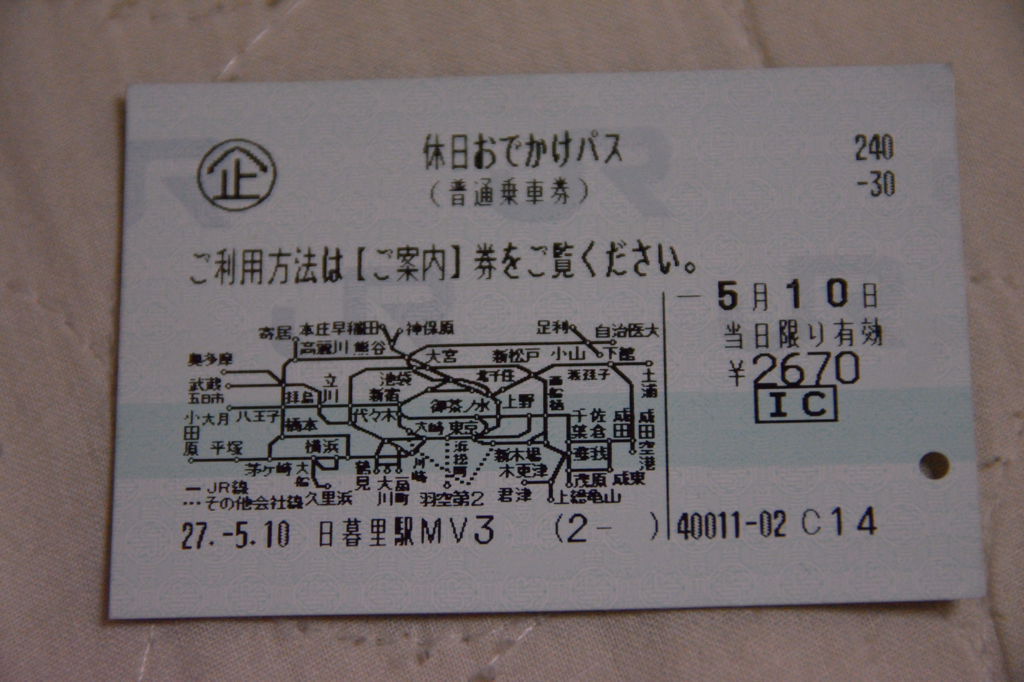 企
休日おでかけパス
240
(普通乗車券)
-30
ご利用方法は【ご案内】券をご覧ください。
-5月10日
当日限り有効
¥2670
IC
寄居 本庄早稲田 神保原 足利 自治医大
高麗川 熊谷 大宮 新松戸 小山 下館
奥多摩
武蔵五日市
立川 池袋 北千住 我孫子 土浦
拝島 新宿 御茶ノ水 上野 西船橋
小田原 大月 八王子 代々木 千葉 佐倉 成田 成田空港
橋本 大崎 東京
平塚 横浜 浜松町 新木場 蘇我
茅ヶ崎 大船 鶴見 川崎 木更津
久里浜 川町 羽空第2 君津 茂原 成東
上総亀山
ーJR線
…その他会社線
27.-5.10 日暮里駅MV3 (2- ) 40011-02 C14